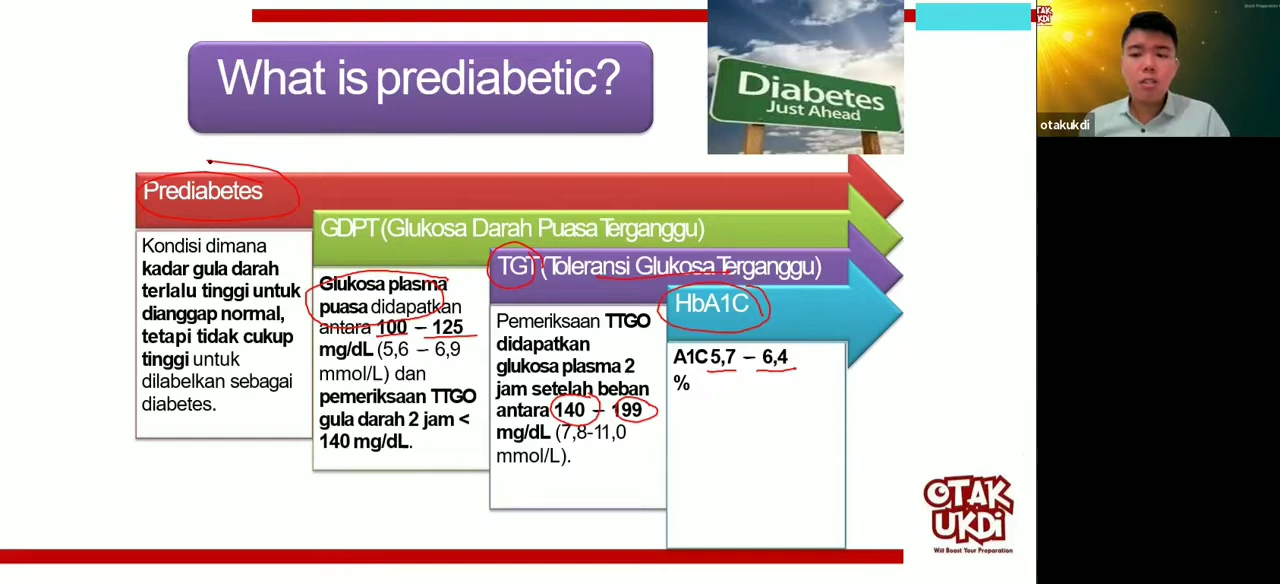 What is prediabetic?
Diabetes
Just Ahead
otakukdi
Prediabetes
Kondisi dimana
kadar gula darah
terlalu tinggi untuk
dianggap normal,
tetapi tidak cukup
tinggi untuk
dilabelkan sebagai
diabetes.
GDPT (Glukosa Darah Puasa Terganggu)
Glukosa plasma
puasa didapatkan
antara 100 – 125
mg/dL (5,6 – 6,9
mmol/L) dan
pemeriksaan TTGO
gula darah 2 jam <
140 mg/dL.
TGT (Toleransi Glukosa Terganggu)
Pemeriksaan TTGO
didapatkan
glukosa plasma 2
jam setelah beban
antara 140 – 199
mg/dL (7,8-11,0
mmol/L).
HbA1C
A1C 5,7 – 6,4
%
OTAK
UKDI
Will Boost Your Preparation